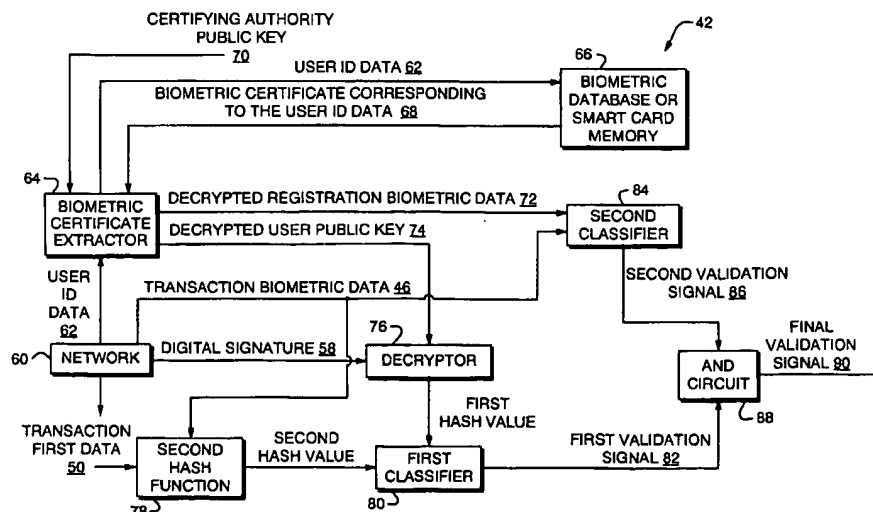 CERTIFYING AUTHORITY
PUBLIC KEY
70
42
USER ID DATA 62
66
BIOMETRIC
DATABASE OR
SMART CARD
MEMORY
BIOMETRIC CERTIFICATE CORRESPONDING
TO THE USER ID DATA 68
64
BIOMETRIC
CERTIFICATE
EXTRACTOR
DECRYPTED REGISTRATION BIOMETRIC DATA 72
DECRYPTED USER PUBLIC KEY 74
84
SECOND
CLASSIFIER
USER
ID
DATA
62
TRANSACTION BIOMETRIC DATA 46
SECOND VALIDATION
SIGNAL 86
60
NETWORK
DIGITAL SIGNATURE 58
76
DECRYPTOR
AND
CIRCUIT
88
FINAL
VALIDATION
SIGNAL 90
TRANSACTION
FIRST DATA
50
SECOND
HASH
FUNCTION
78
SECOND
HASH VALUE
FIRST
HASH VALUE
FIRST
CLASSIFIER
80
FIRST VALIDATION
SIGNAL 82